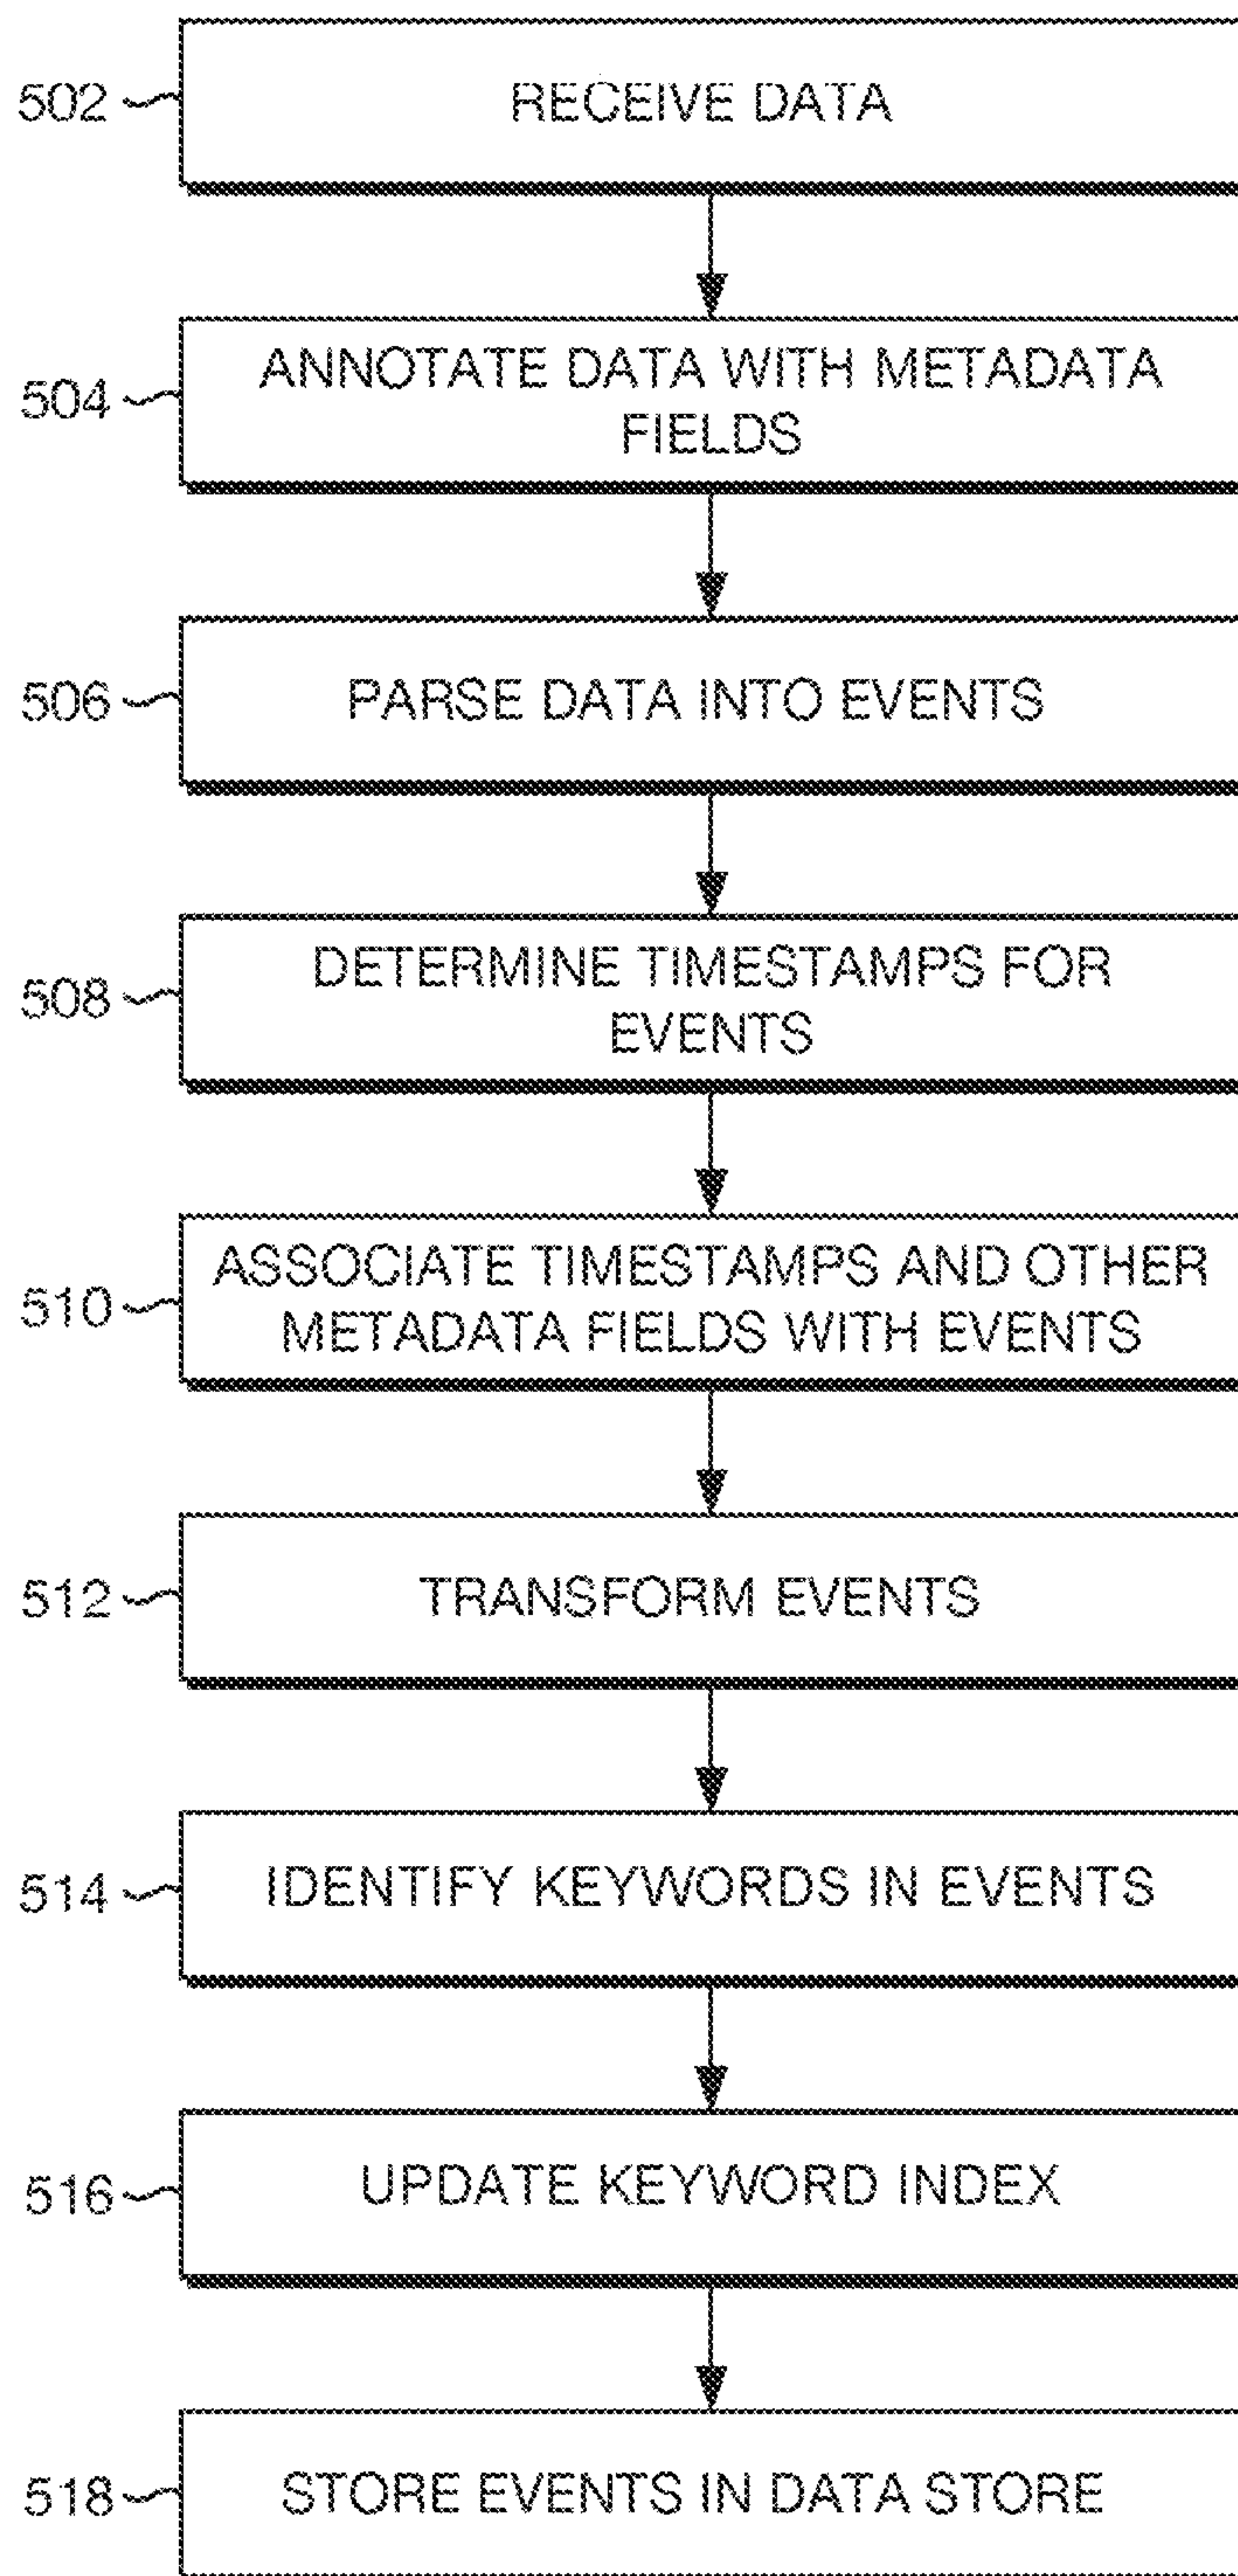 502 RECEIVE DATA
504 ANNOTATE DATA WITH METADATA
FIELDS
506 PARSE DATA INTO EVENTS
508 DETERMINE TIMESTAMPS FOR
EVENTS
510 ASSOCIATE TIMESTAMPS AND OTHER
METADATA FIELDS WITH EVENTS
512 TRANSFORM EVENTS
514 IDENTIFY KEYWORDS IN EVENTS
516 UPDATE KEYWORD INDEX
518 STORE EVENTS IN DATA STORE